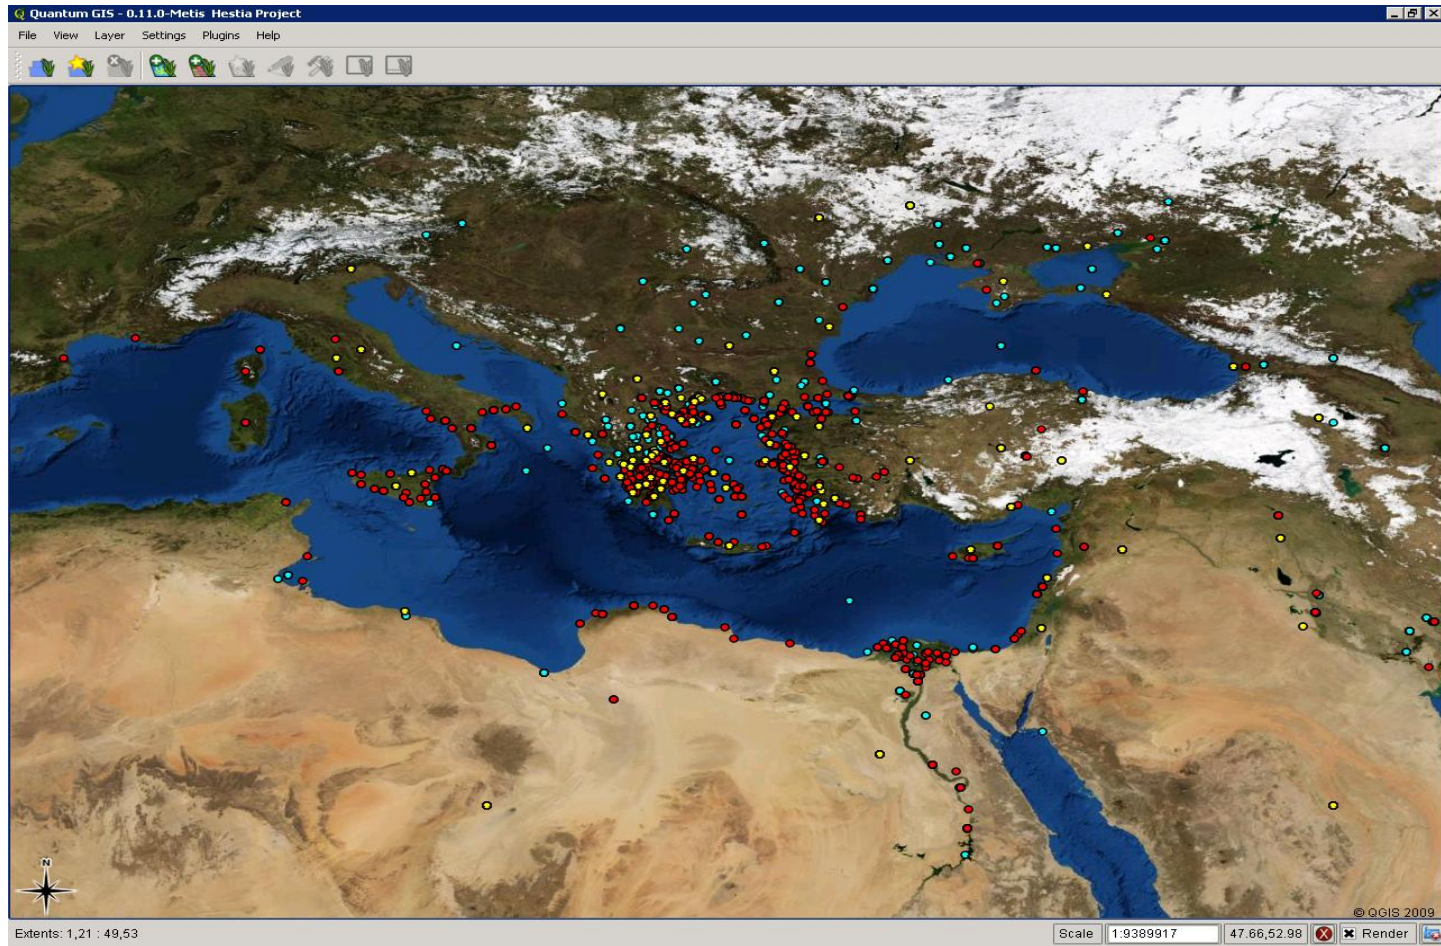 Quantum GIS - 0.11.0-Metis Hestia Project
File View Layer Settings Plugins Help
N
© QGIS 2009
Extents: 1,21 : 49,53 Scale 1:9389917 47.66,52.98 Render